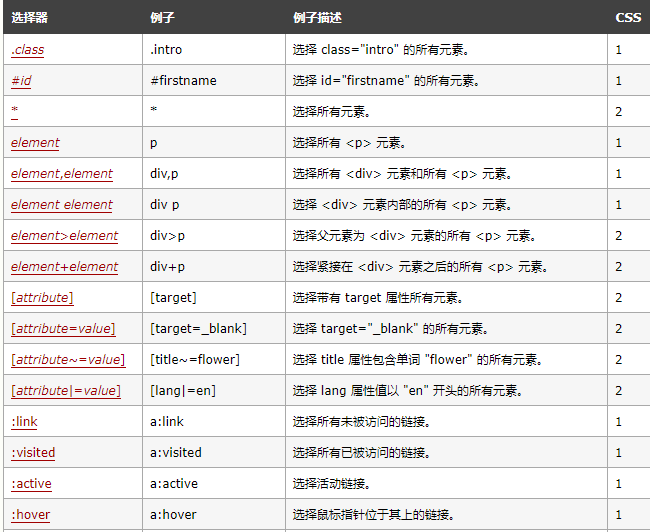 选择器 例子 例子描述 CSS
.class .intro 选择 class="intro" 的所有元素。 1
#id #firstname 选择 id="firstname" 的所有元素。 1
* * 选择所有元素。 2
element p 选择所有 <p> 元素。 1
element,element div,p 选择所有 <div> 元素和所有 <p> 元素。 1
element element div p 选择 <div> 元素内部的所有 <p> 元素。 1
element>element div>p 选择父元素为 <div> 元素的所有 <p> 元素。 2
element+element div+p 选择紧接在 <div> 元素之后的所有 <p> 元素。 2
[attribute] [target] 选择带有 target 属性所有元素。 2
[attribute=value] [target=_blank] 选择 target="_blank" 的所有元素。 2
[attribute~=value] [title~=flower] 选择 title 属性包含单词 "flower" 的所有元素。 2
[attribute|=value] [lang|=en] 选择 lang 属性值以 "en" 开头的所有元素。 2
:link a:link 选择所有未被访问的链接。 1
:visited a:visited 选择所有已被访问的链接。 1
:active a:active 选择活动链接。 1
:hover a:hover 选择鼠标指针位于其上的链接。 1